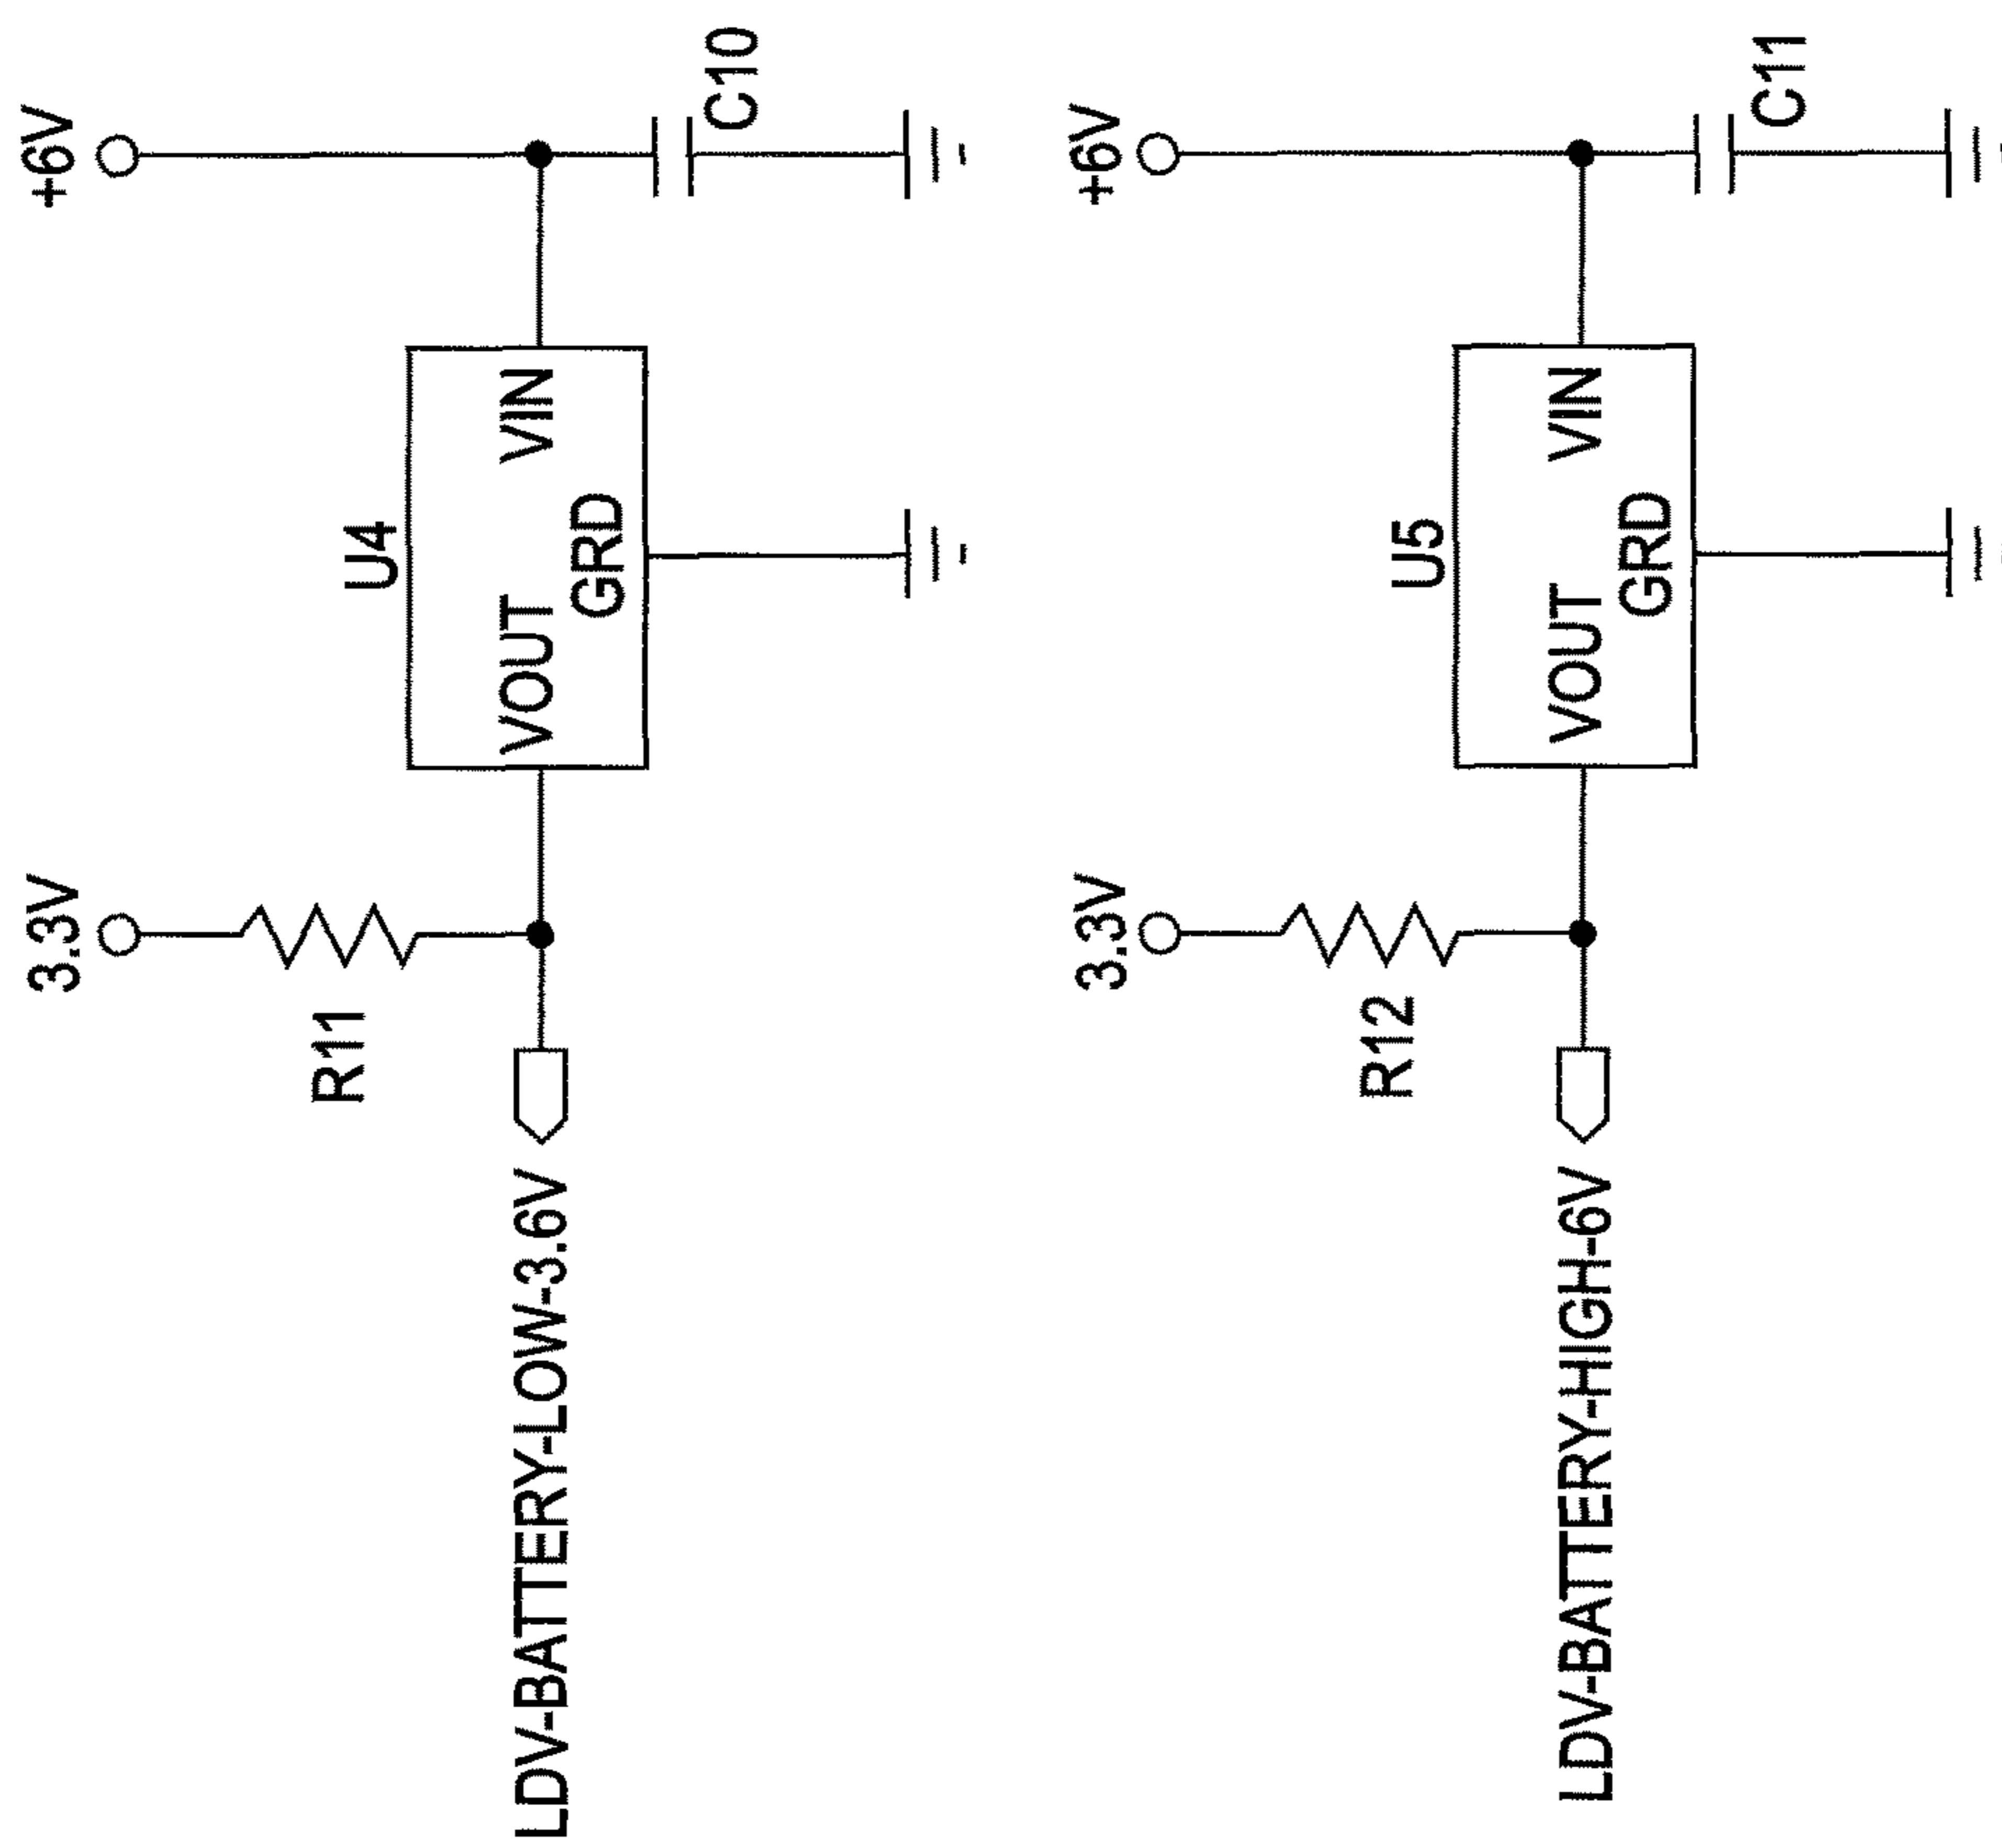 +6V
C10
U4
VIN
VOUT
GRD
3.3V
R11
LDV-BATTERY-LOW-3.6V
+6V
C11
U5
VIN
VOUT
GRD
3.3V
R12
LDV-BATTERY-HIGH-6V